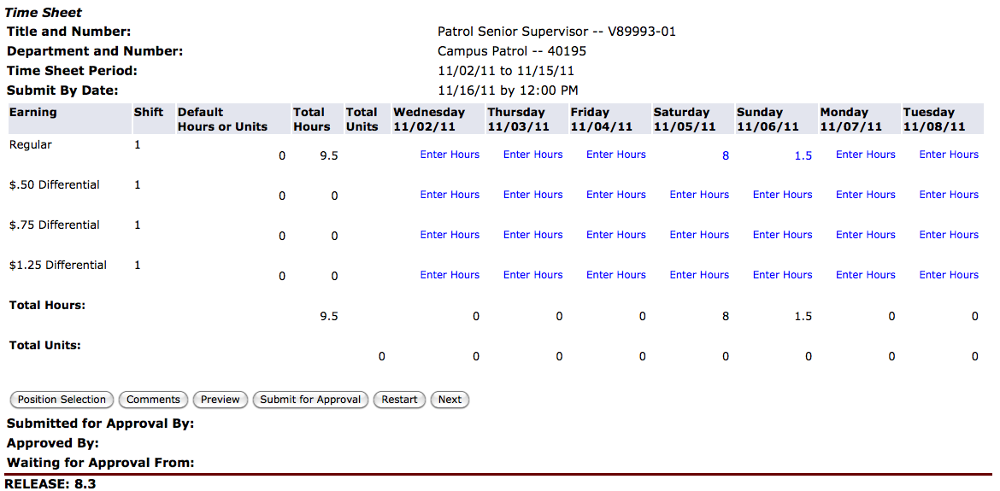 Time Sheet
Title and Number: Patrol Senior Supervisor -- V89993-01
Department and Number: Campus Patrol -- 40195
Time Sheet Period: 11/02/11 to 11/15/11
Submit By Date: 11/16/11 by 12:00 PM
Earning Shift Default Total Total Wednesday Thursday Friday Saturday Sunday Monday Tuesday
Hours or Units Hours Units 11/02/11 11/03/11 11/04/11 11/05/11 11/06/11 11/07/11 11/08/11
Regular 1 0 9.5 Enter Hours Enter Hours Enter Hours 8 1.5 Enter Hours Enter Hours
$.50 Differential 1 0 0 Enter Hours Enter Hours Enter Hours Enter Hours Enter Hours Enter Hours Enter Hours
$.75 Differential 1 0 0 Enter Hours Enter Hours Enter Hours Enter Hours Enter Hours Enter Hours Enter Hours
$1.25 Differential 1 0 0 Enter Hours Enter Hours Enter Hours Enter Hours Enter Hours Enter Hours Enter Hours
Total Hours: 9.5 0 0 0 8 1.5 0 0
Total Units: 0 0 0 0 0 0 0 0
Position Selection Comments Preview Submit for Approval Restart Next
Submitted for Approval By:
Approved By:
Waiting for Approval From:
RELEASE: 8.3